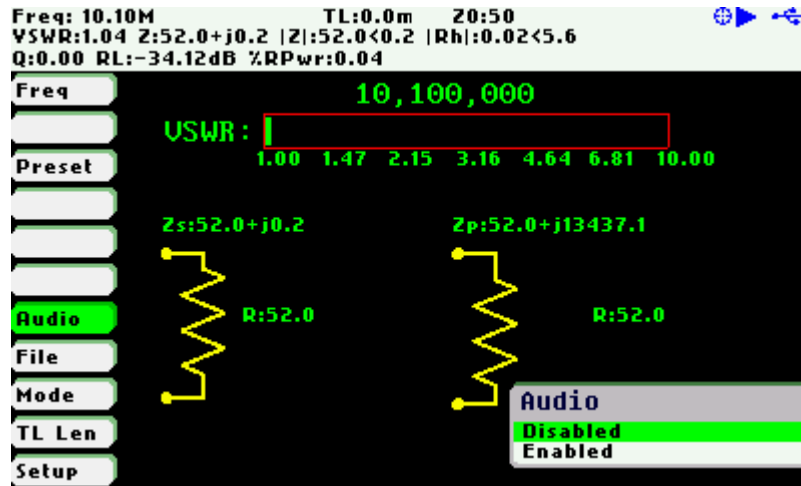 Freq: 10.10M TL:0.0m Z0:50
VSWR:1.04 Z:52.0+j0.2 |Z|:52.0<0.2 |Rh|:0.02<5.6
Q:0.00 RL:-34.12dB %RPwr:0.04
Freq
10,100,000
VSWR:
1.00 1.47 2.15 3.16 4.64 6.81 10.00
Preset
Zs:52.0+j0.2 Zp:52.0+j13437.1
Audio
R:52.0 R:52.0
File
Mode
TL Len
Setup
Audio
Disabled
Enabled